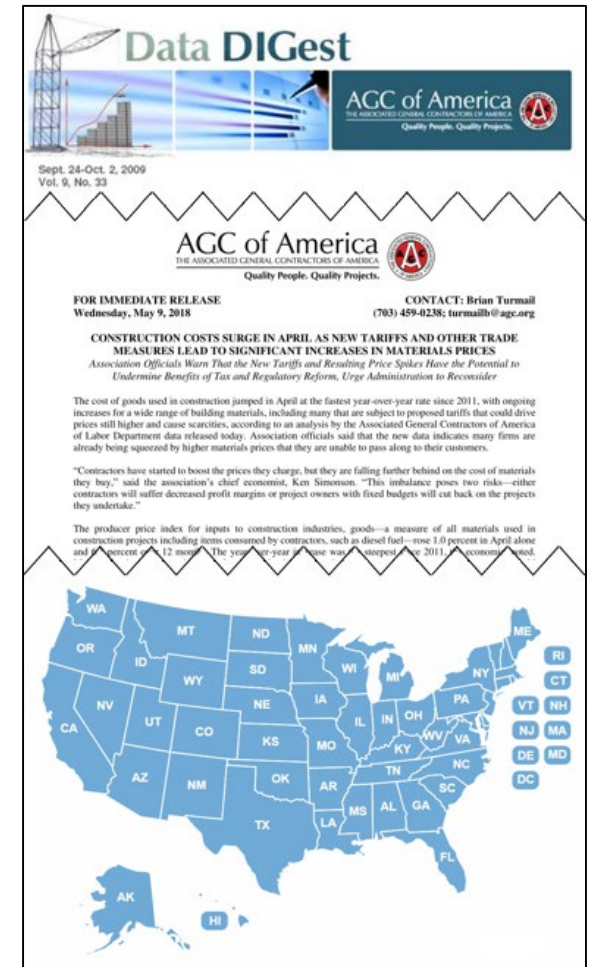 Data DIGest
AGC of America
THE ASSOCIATED GENERAL CONTRACTORS OF AMERICA
Quality People. Quality Projects.
Sept. 24-Oct. 2, 2009
Vol. 9, No. 33
AGC of America
THE ASSOCIATED GENERAL CONTRACTORS OF AMERICA
Quality People. Quality Projects.
FOR IMMEDIATE RELEASE CONTACT: Brian Turmail
Wednesday, May 9, 2018 (703) 459-0238; turmailb@agc.org
CONSTRUCTION COSTS SURGE IN APRIL AS NEW TARIFFS AND OTHER TRADE
MEASURES LEAD TO SIGNIFICANT INCREASES IN MATERIALS PRICES
Association Officials Warn That the New Tariffs and Resulting Price Spikes Have the Potential to
Undermine Benefits of Tax and Regulatory Reform, Urge Administration to Reconsider
The cost of goods used in construction jumped in April at the fastest year-over-year rate since 2011, with ongoing
increases for a wide range of building materials, including many that are subject to proposed tariffs that could drive
prices still higher and cause scarcities, according to an analysis by the Associated General Contractors of America
of Labor Department data released today. Association officials said that the new data indicates many firms are
already being squeezed by higher materials prices that they are unable to pass along to their customers.
“Contractors have started to boost the prices they charge, but they are falling further behind on the cost of materials
they buy,” said the association’s chief economist, Ken Simonson. “This imbalance poses two risks—either
contractors will suffer decreased profit margins or project owners with fixed budgets will cut back on the projects
they undertake.”
The producer price index for inputs to construction industries, goods—a measure of all materials used in
construction projects including items consumed by contractors, such as diesel fuel—rose 1.0 percent in April alone
and percent 12 The steepest 2011,
WA
MT
ND
MN
ME
OR
ID
SD
WI
MI
NY
RI
WY
IA
PA
CT
NV
NE
IL
IN
OH
VT
NH
UT
CO
KS
MO
WV
VA
NJ
MA
CA
KY
DE
MD
AZ
NM
OK
AR
TN
NC
DC
SC
TX
LA
MS
AL
GA
FL
AK
HI